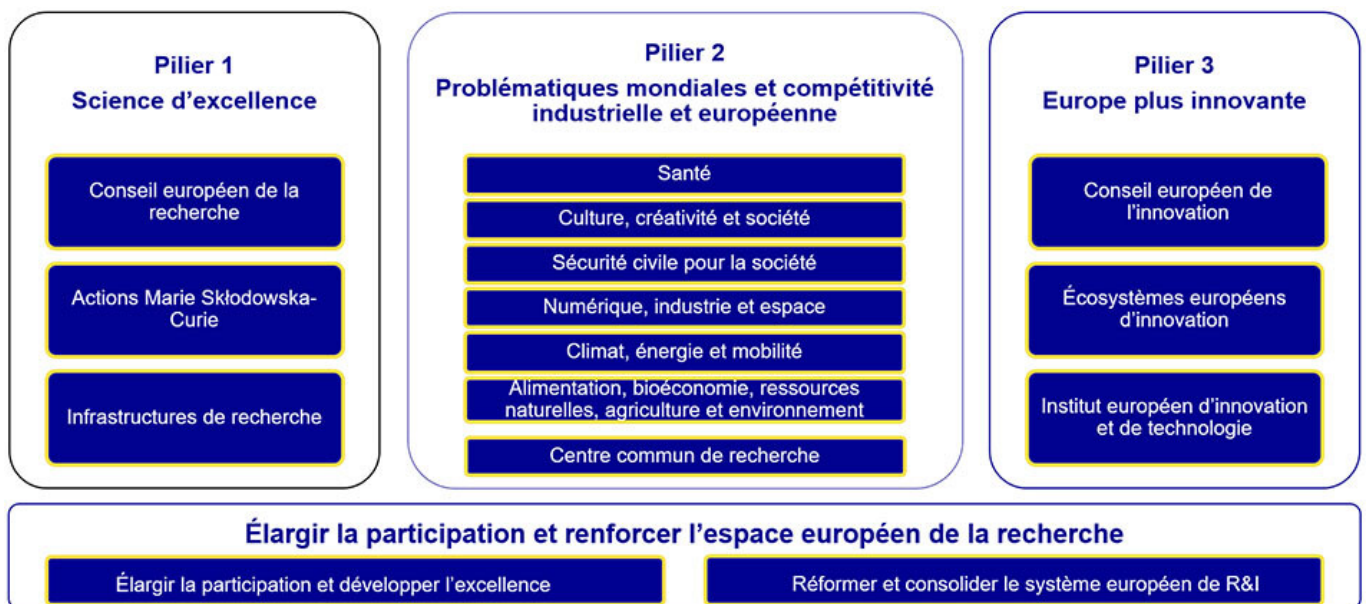 Pilier 1
Science d’excellence
Conseil européen de la
recherche
Actions Marie Skłodowska-
Curie
Infrastructures de recherche
Pilier 2
Problématiques mondiales et compétitivité
industrielle et européenne
Santé
Culture, créativité et société
Sécurité civile pour la société
Numérique, industrie et espace
Climat, énergie et mobilité
Alimentation, bioéconomie, ressources
naturelles, agriculture et environnement
Centre commun de recherche
Pilier 3
Europe plus innovante
Conseil européen de
l’innovation
Écosystèmes européens
d’innovation
Institut européen d’innovation
et de technologie
Élargir la participation et renforcer l’espace européen de la recherche
Élargir la participation et développer l’excellence
Réformer et consolider le système européen de R&I